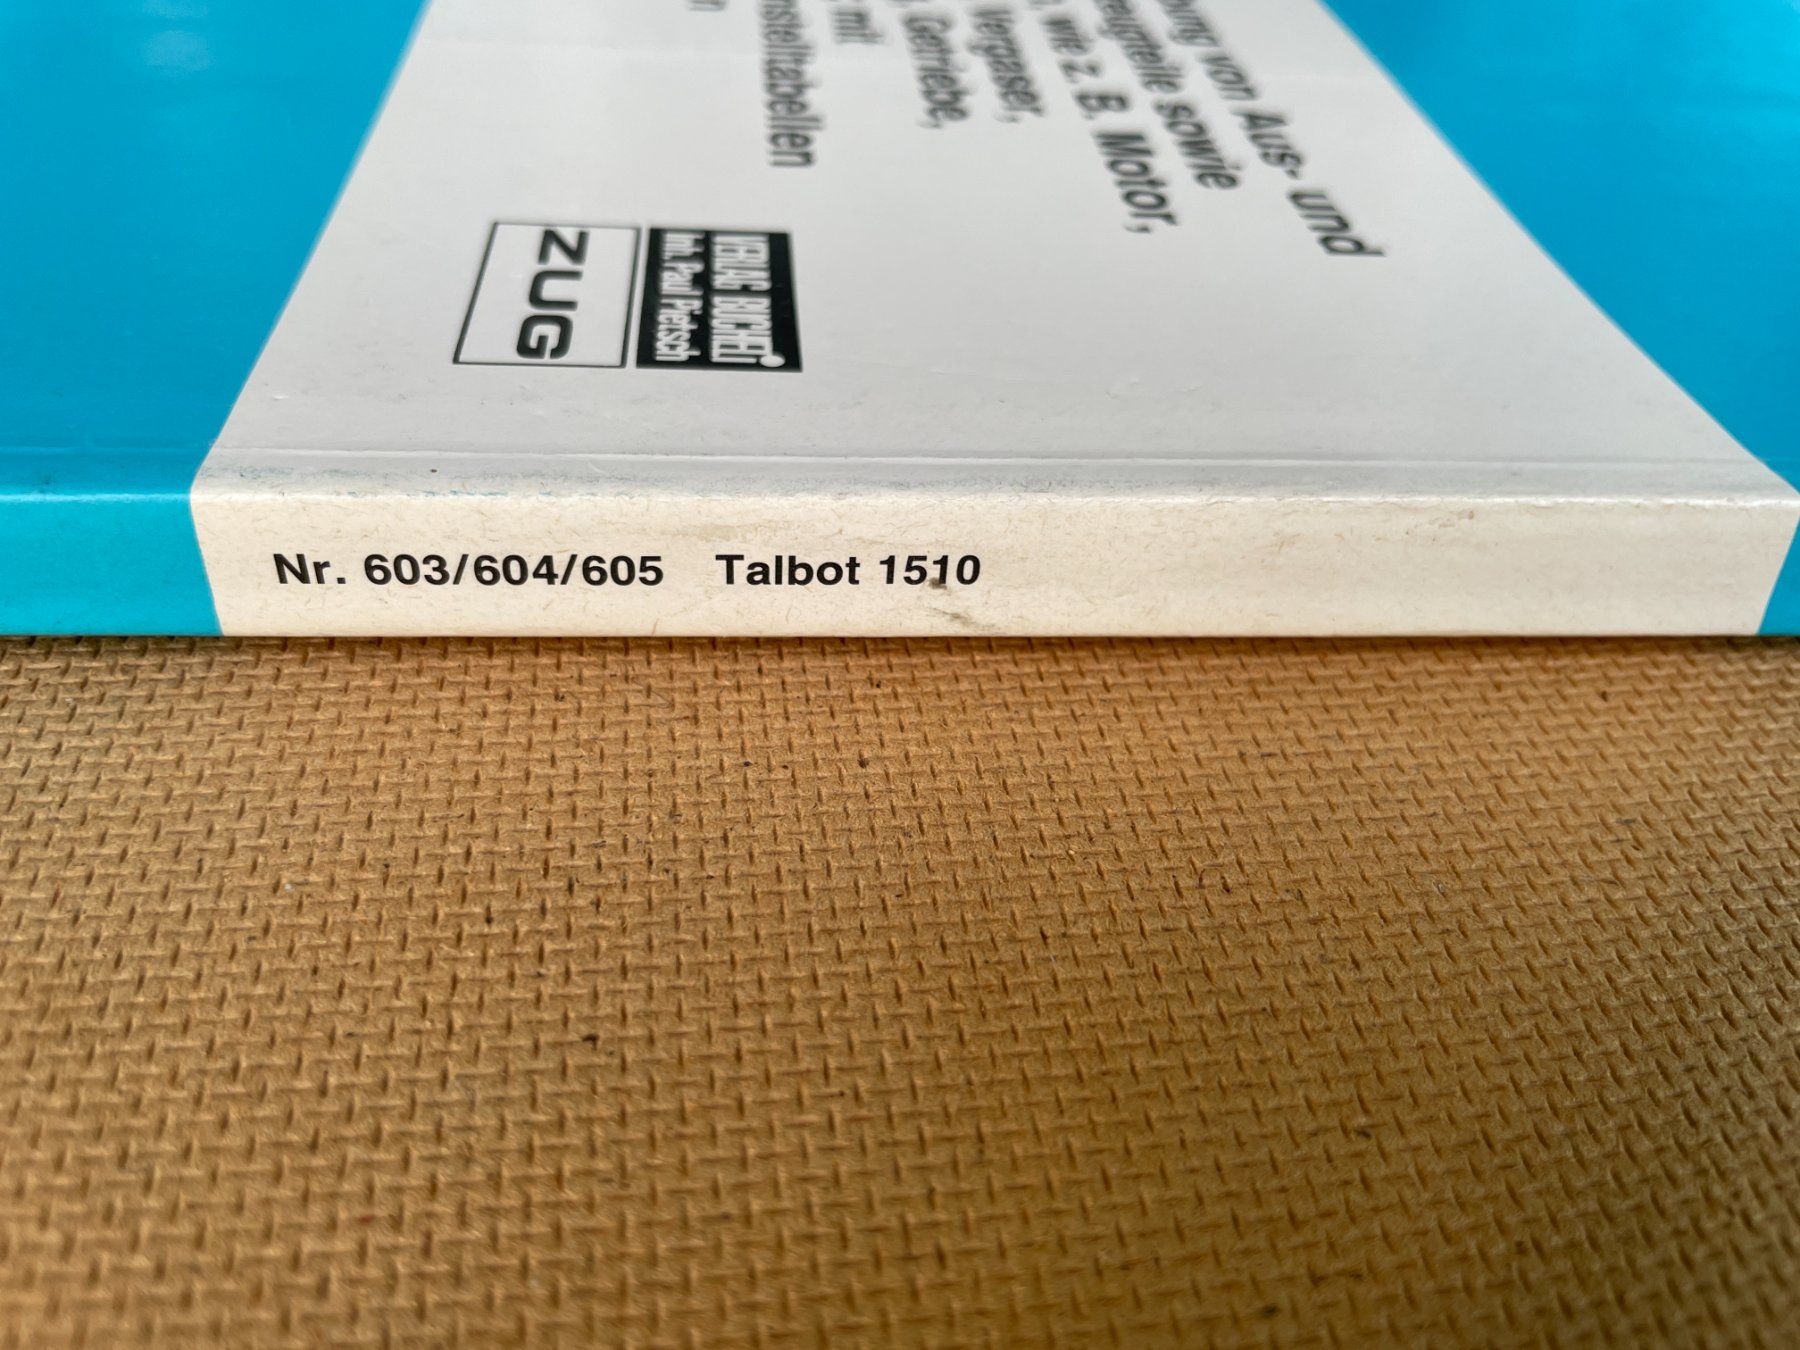 von Aus- und
sowie
wie z. B. Motor,
Vergaser,
Getriebe,
mit
VERLAG BUCHELI
Inh. Paul Pietsch
ZUG
Nr. 603/604/605 Talbot 1510